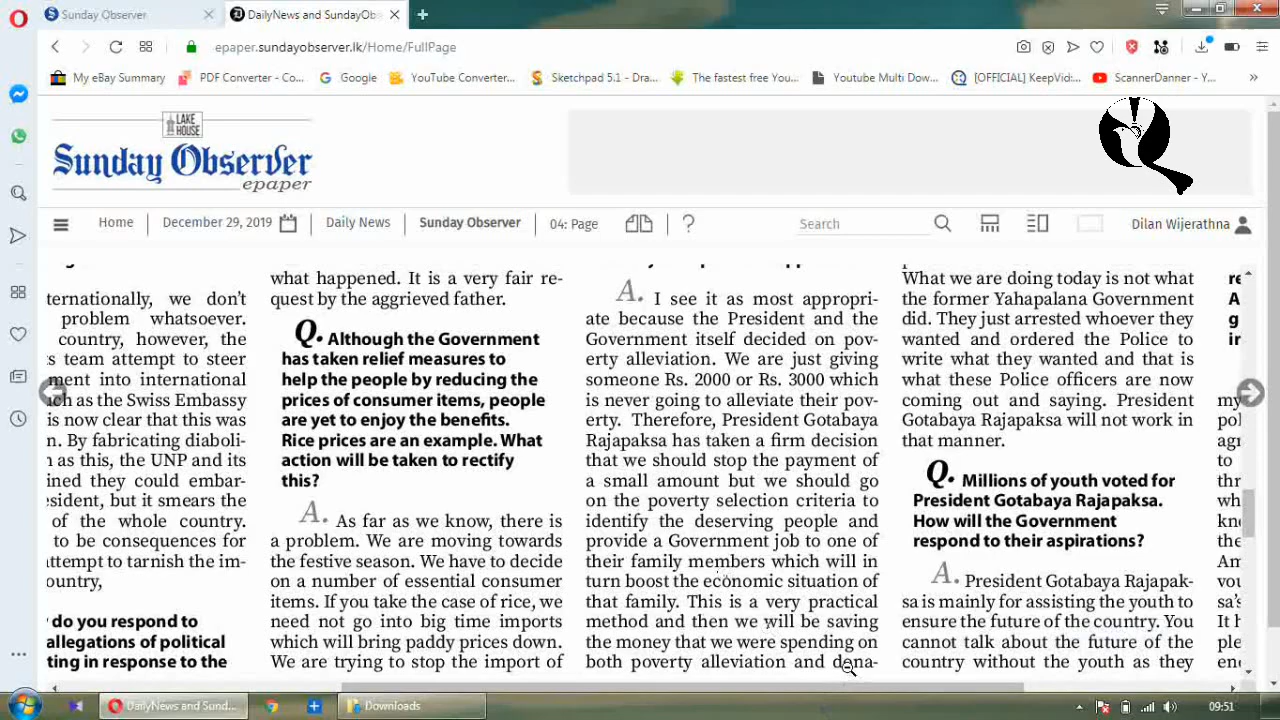 Sunday Observer
DailyNews and SundayObs
epaper.sundayobserver.lk/Home/FullPage
My eBay Summary
PDF Converter - Co...
Google
YouTube Converter...
Sketchpad 5.1 - Dra...
The fastest free You...
Youtube Multi Dow...
[OFFICIAL] KeepVid:...
ScannerDanner - Y...
LAKE
HOUSE
Sunday Observer
epaper
Home
December 29, 2019
Daily News
Sunday Observer
04: Page
?
Search
Dilan Wijerathna
ternationally, we don't
problem whatsoever.
country, however, the
s team attempt to steer
ment into international
ch as the Swiss Embassy
is now clear that this was
n. By fabricating diaboli-
n as this, the UNP and its
ined they could embar-
esident, but it smears the
of the whole country.
to be consequences for
attempt to tarnish the im-
ountry,
do you respond to
allegations of political
ting in response to the
what happened. It is a very fair re-
quest by the aggrieved father.
Q. Although the Government
has taken relief measures to
help the people by reducing the
prices of consumer items, people
are yet to enjoy the benefits.
Rice prices are an example. What
action will be taken to rectify
this?
A. As far as we know, there is
a problem. We are moving towards
the festive season. We have to decide
on a number of essential consumer
items. If you take the case of rice, we
need not go into big time imports
which will bring paddy prices down.
We are trying to stop the import of
A. I see it as most appropri-
ate because the President and the
Government itself decided on pov-
erty alleviation. We are just giving
someone Rs. 2000 or Rs. 3000 which
is never going to alleviate their pov-
erty. Therefore, President Gotabaya
Rajapaksa has taken a firm decision
that we should stop the payment of
a small amount but we should go
on the poverty selection criteria to
identify the deserving people and
provide a Government job to one of
their family members which will in
turn boost the economic situation of
that family. This is a very practical
method and then we will be saving
the money that we were spending on
both poverty alleviation and dona-
What we are doing today is not what
the former Yahapalana Government
did. They just arrested whoever they
wanted and ordered the Police to
write what they wanted and that is
what these Police officers are now
coming out and saying. President
Gotabaya Rajapaksa will not work in
that manner.
Q. Millions of youth voted for
President Gotabaya Rajapaksa.
How will the Government
respond to their aspirations?
A. President Gotabaya Rajapak-
sa is mainly for assisting the youth to
ensure the future of the country. You
cannot talk about the future of the
country without the youth as they
re
A
g
in
my
pol
agr
to
thr
wh
kne
the
Am
you
sa's
It h
ple
enc
DailyNews and Sund...
Downloads
09:51